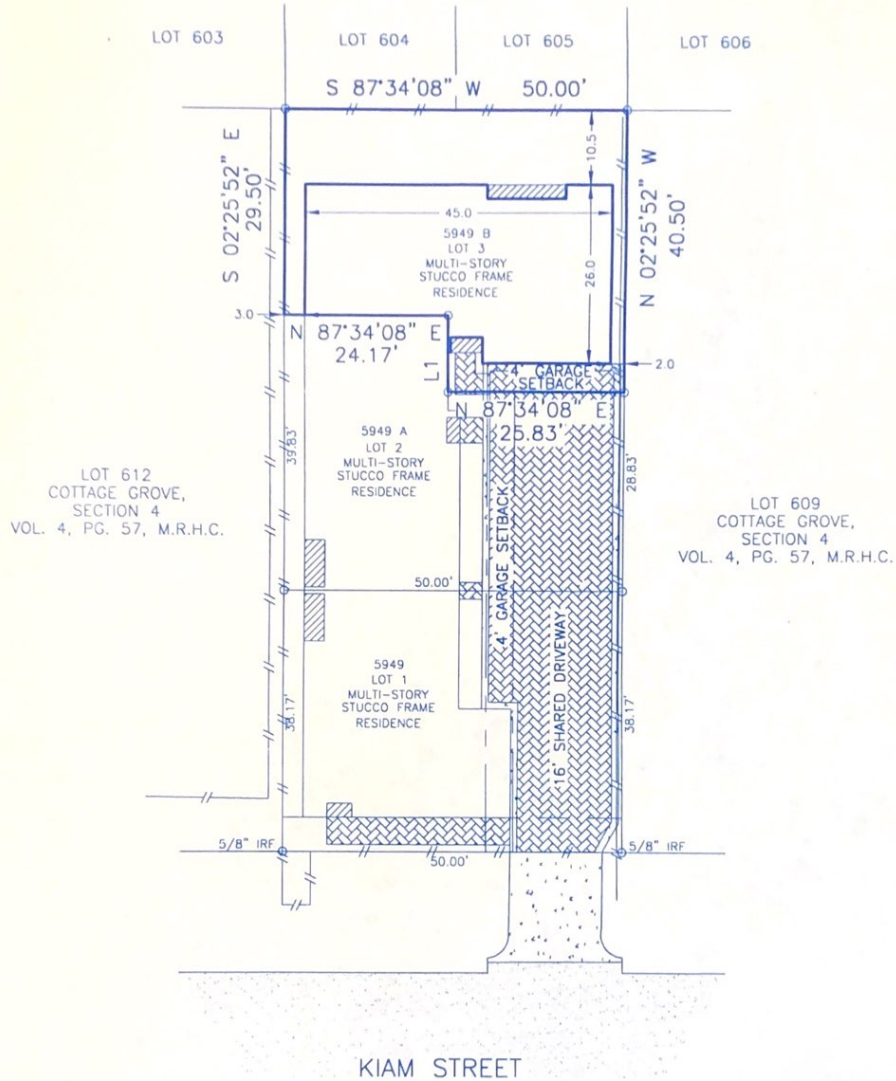 LOT 603
LOT 604
LOT 605
LOT 606
S 87°34'08" W 50.00'
S 02°25'52" E
29.50'
10.5
N 02°25'52" W
40.50'
45.0
5949 B
LOT 3
MULTI-STORY
STUCCO FRAME
RESIDENCE
26.0
3.0
N 87°34'08" E
24.17'
L1
4' GARAGE
SETBACK
2.0
N 87°34'08" E
25.83'
39.83'
5949 A
LOT 2
MULTI-STORY
STUCCO FRAME
RESIDENCE
28.83'
LOT 612
COTTAGE GROVE,
SECTION 4
VOL. 4, PG. 57, M.R.H.C.
LOT 609
COTTAGE GROVE,
SECTION 4
VOL. 4, PG. 57, M.R.H.C.
4' GARAGE SETBACK
50.00'
5949
LOT 1
MULTI-STORY
STUCCO FRAME
RESIDENCE
38.17'
16' SHARED DRIVEWAY
38.17'
5/8" IRF
50.00'
5/8" IRF
KIAM STREET